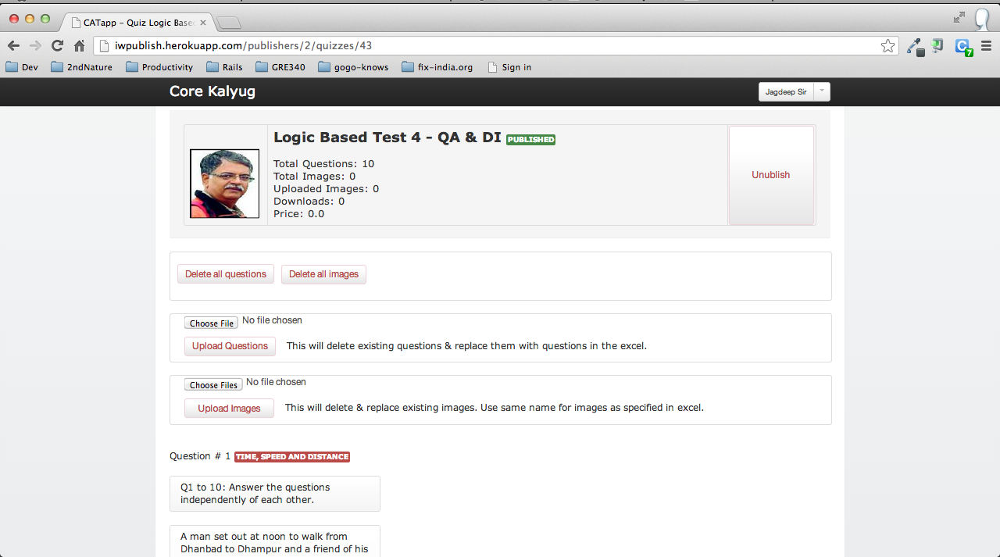 CATapp – Quiz Logic Base
iwpublish.herokuapp.com/publishers/2/quizzes/43
Dev 2ndNature Productivity Rails GRE340 gogo-knows fix-india.org Sign in
7
Core Kalyug
Jagdeep Sir
Logic Based Test 4 - QA & DI PUBLISHED
Total Questions: 10
Total Images: 0
Uploaded Images: 0
Downloads: 0
Price: 0.0
Unublish
Delete all questions Delete all images
Choose File No file chosen
Upload Questions This will delete existing questions & replace them with questions in the excel.
Choose Files No file chosen
Upload Images This will delete & replace existing images. Use same name for images as specified in excel.
Question # 1 TIME, SPEED AND DISTANCE
Q1 to 10: Answer the questions
independently of each other.
A man set out at noon to walk from
Dhanbad to Dhampur and a friend of his